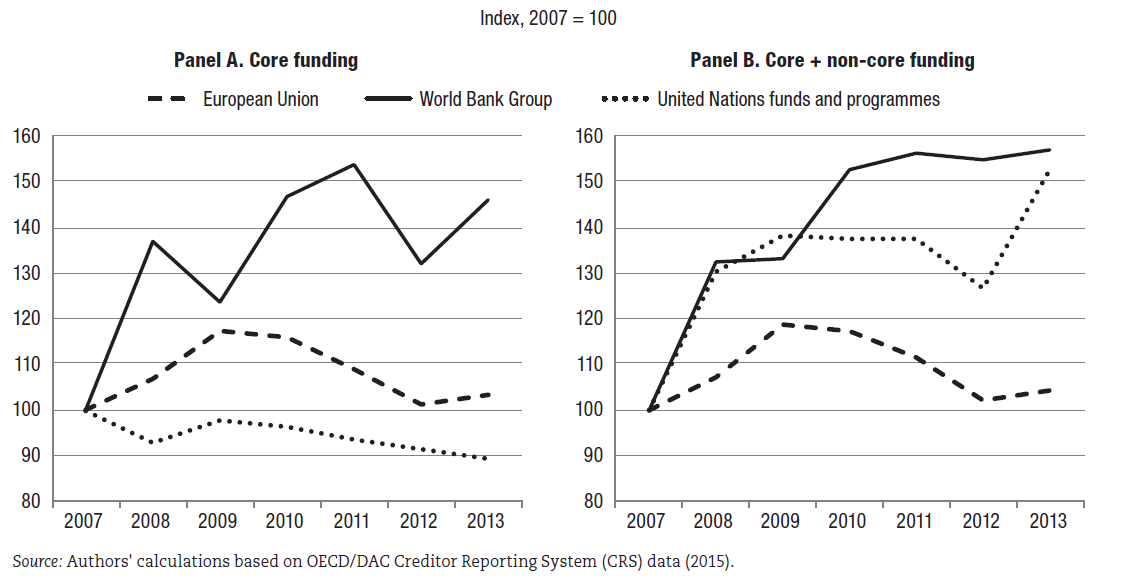 Index, 2007 = 100
Panel A. Core funding
Panel B. Core + non-core funding
European Union
World Bank Group
United Nations funds and programmes
160
150
140
130
120
110
100
90
80
2007 2008 2009 2010 2011 2012 2013
160
150
140
130
120
110
100
90
80
2007 2008 2009 2010 2011 2012 2013
Source: Authors' calculations based on OECD/DAC Creditor Reporting System (CRS) data (2015).